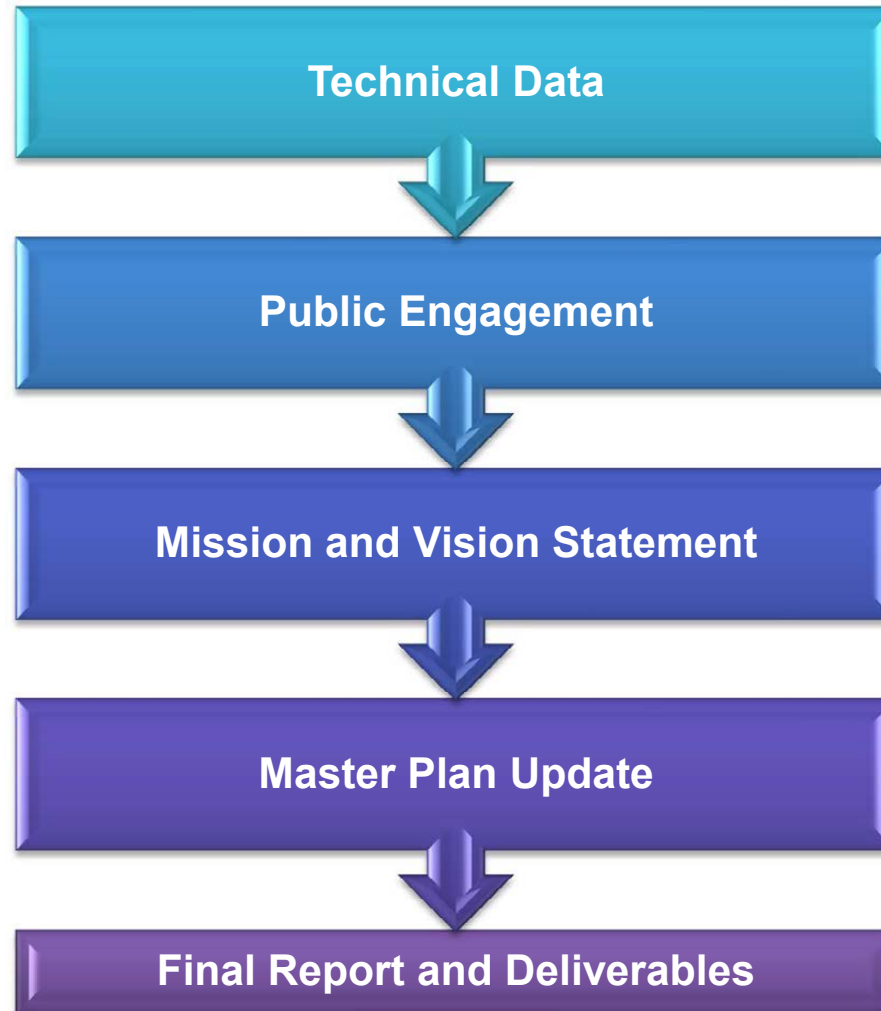 Technical Data
Public Engagement
Mission and Vision Statement
Master Plan Update
Final Report and Deliverables